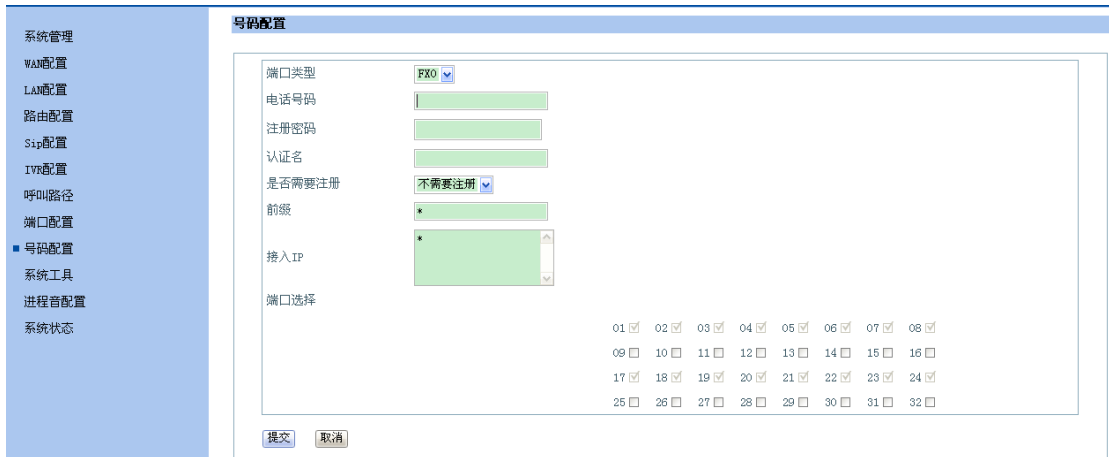 系统管理
WAN配置
LAN配置
路由配置
Sip配置
IVR配置
呼叫路径
端口配置
号码配置
系统工具
进程音配置
系统状态
号码配置
端口类型 FXO
电话号码
注册密码
认证名
是否需要注册 不需要注册
前缀 *
接入IP *
端口选择
01 02 03 04 05 06 07 08
09 10 11 12 13 14 15 16
17 18 19 20 21 22 23 24
25 26 27 28 29 30 31 32
提交 取消